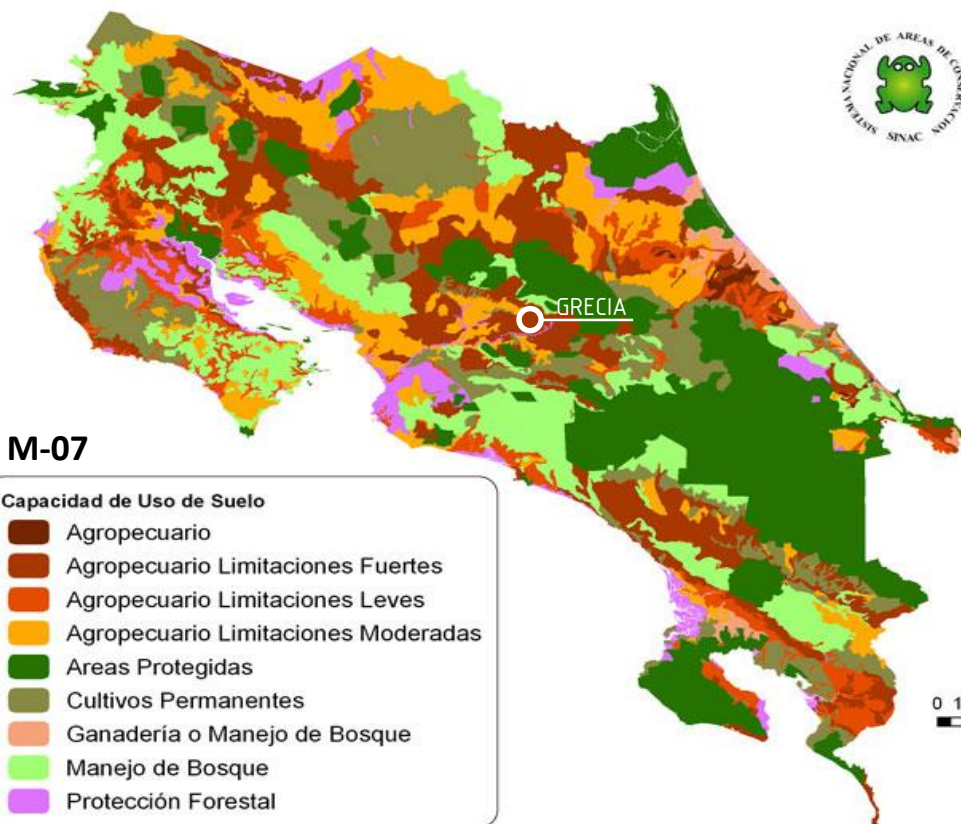 SISTEMA NACIONAL DE AREAS DE CONSERVACION
SINAC
GRECIA
M-07
Capacidad de Uso de Suelo
Agropecuario
Agropecuario Limitaciones Fuertes
Agropecuario Limitaciones Leves
Agropecuario Limitaciones Moderadas
Areas Protegidas
Cultivos Permanentes
Ganadería o Manejo de Bosque
Manejo de Bosque
Protección Forestal
0